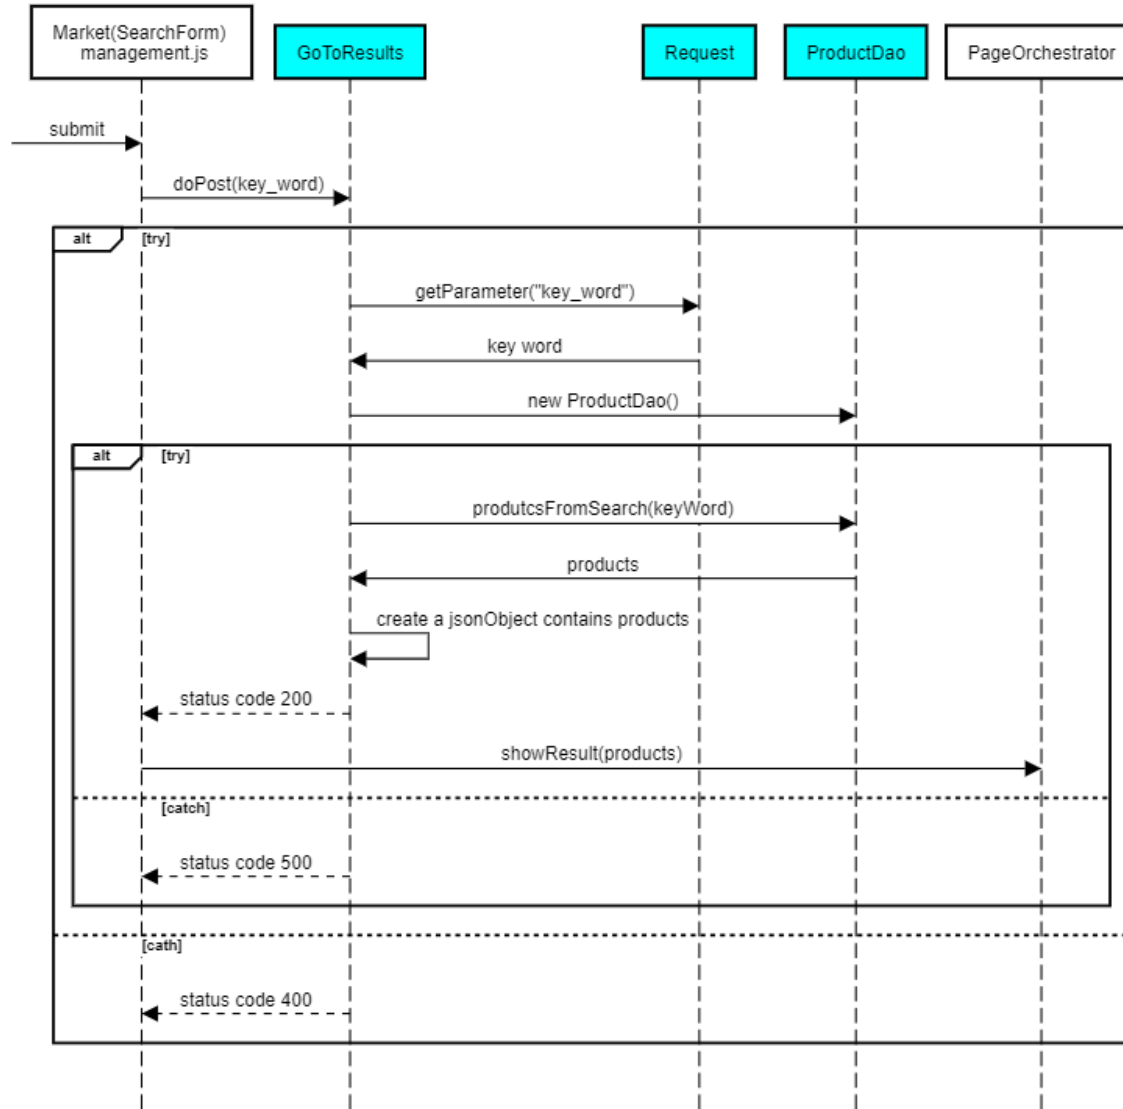 Market(SearchForm)
management.js
GoToResults
Request
ProductDao
PageOrchestrator
submit
doPost(key_word)
alt
[try]
getParameter("key_word")
key word
new ProductDao()
alt
[try]
produtcsFromSearch(keyWord)
products
create a jsonObject contains products
status code 200
showResult(products)
[catch]
status code 500
[cath]
status code 400